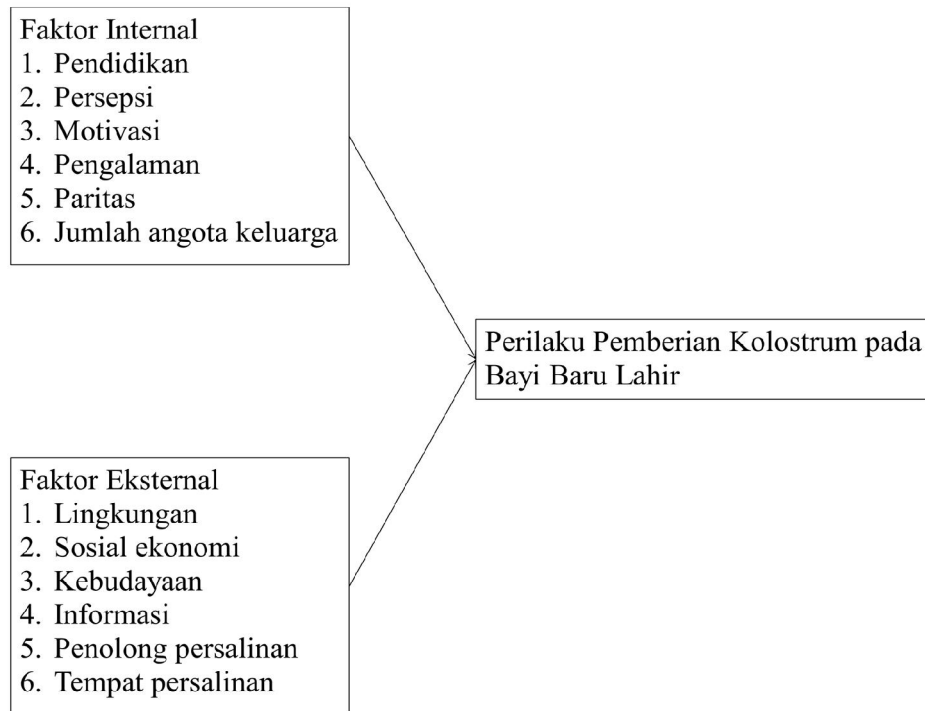 Faktor Internal
1. Pendidikan
2. Persepsi
3. Motivasi
4. Pengalaman
5. Paritas
6. Jumlah angota keluarga
Perilaku Pemberian Kolostrum pada
Bayi Baru Lahir
Faktor Eksternal
1. Lingkungan
2. Sosial ekonomi
3. Kebudayaan
4. Informasi
5. Penolong persalinan
6. Tempat persalinan